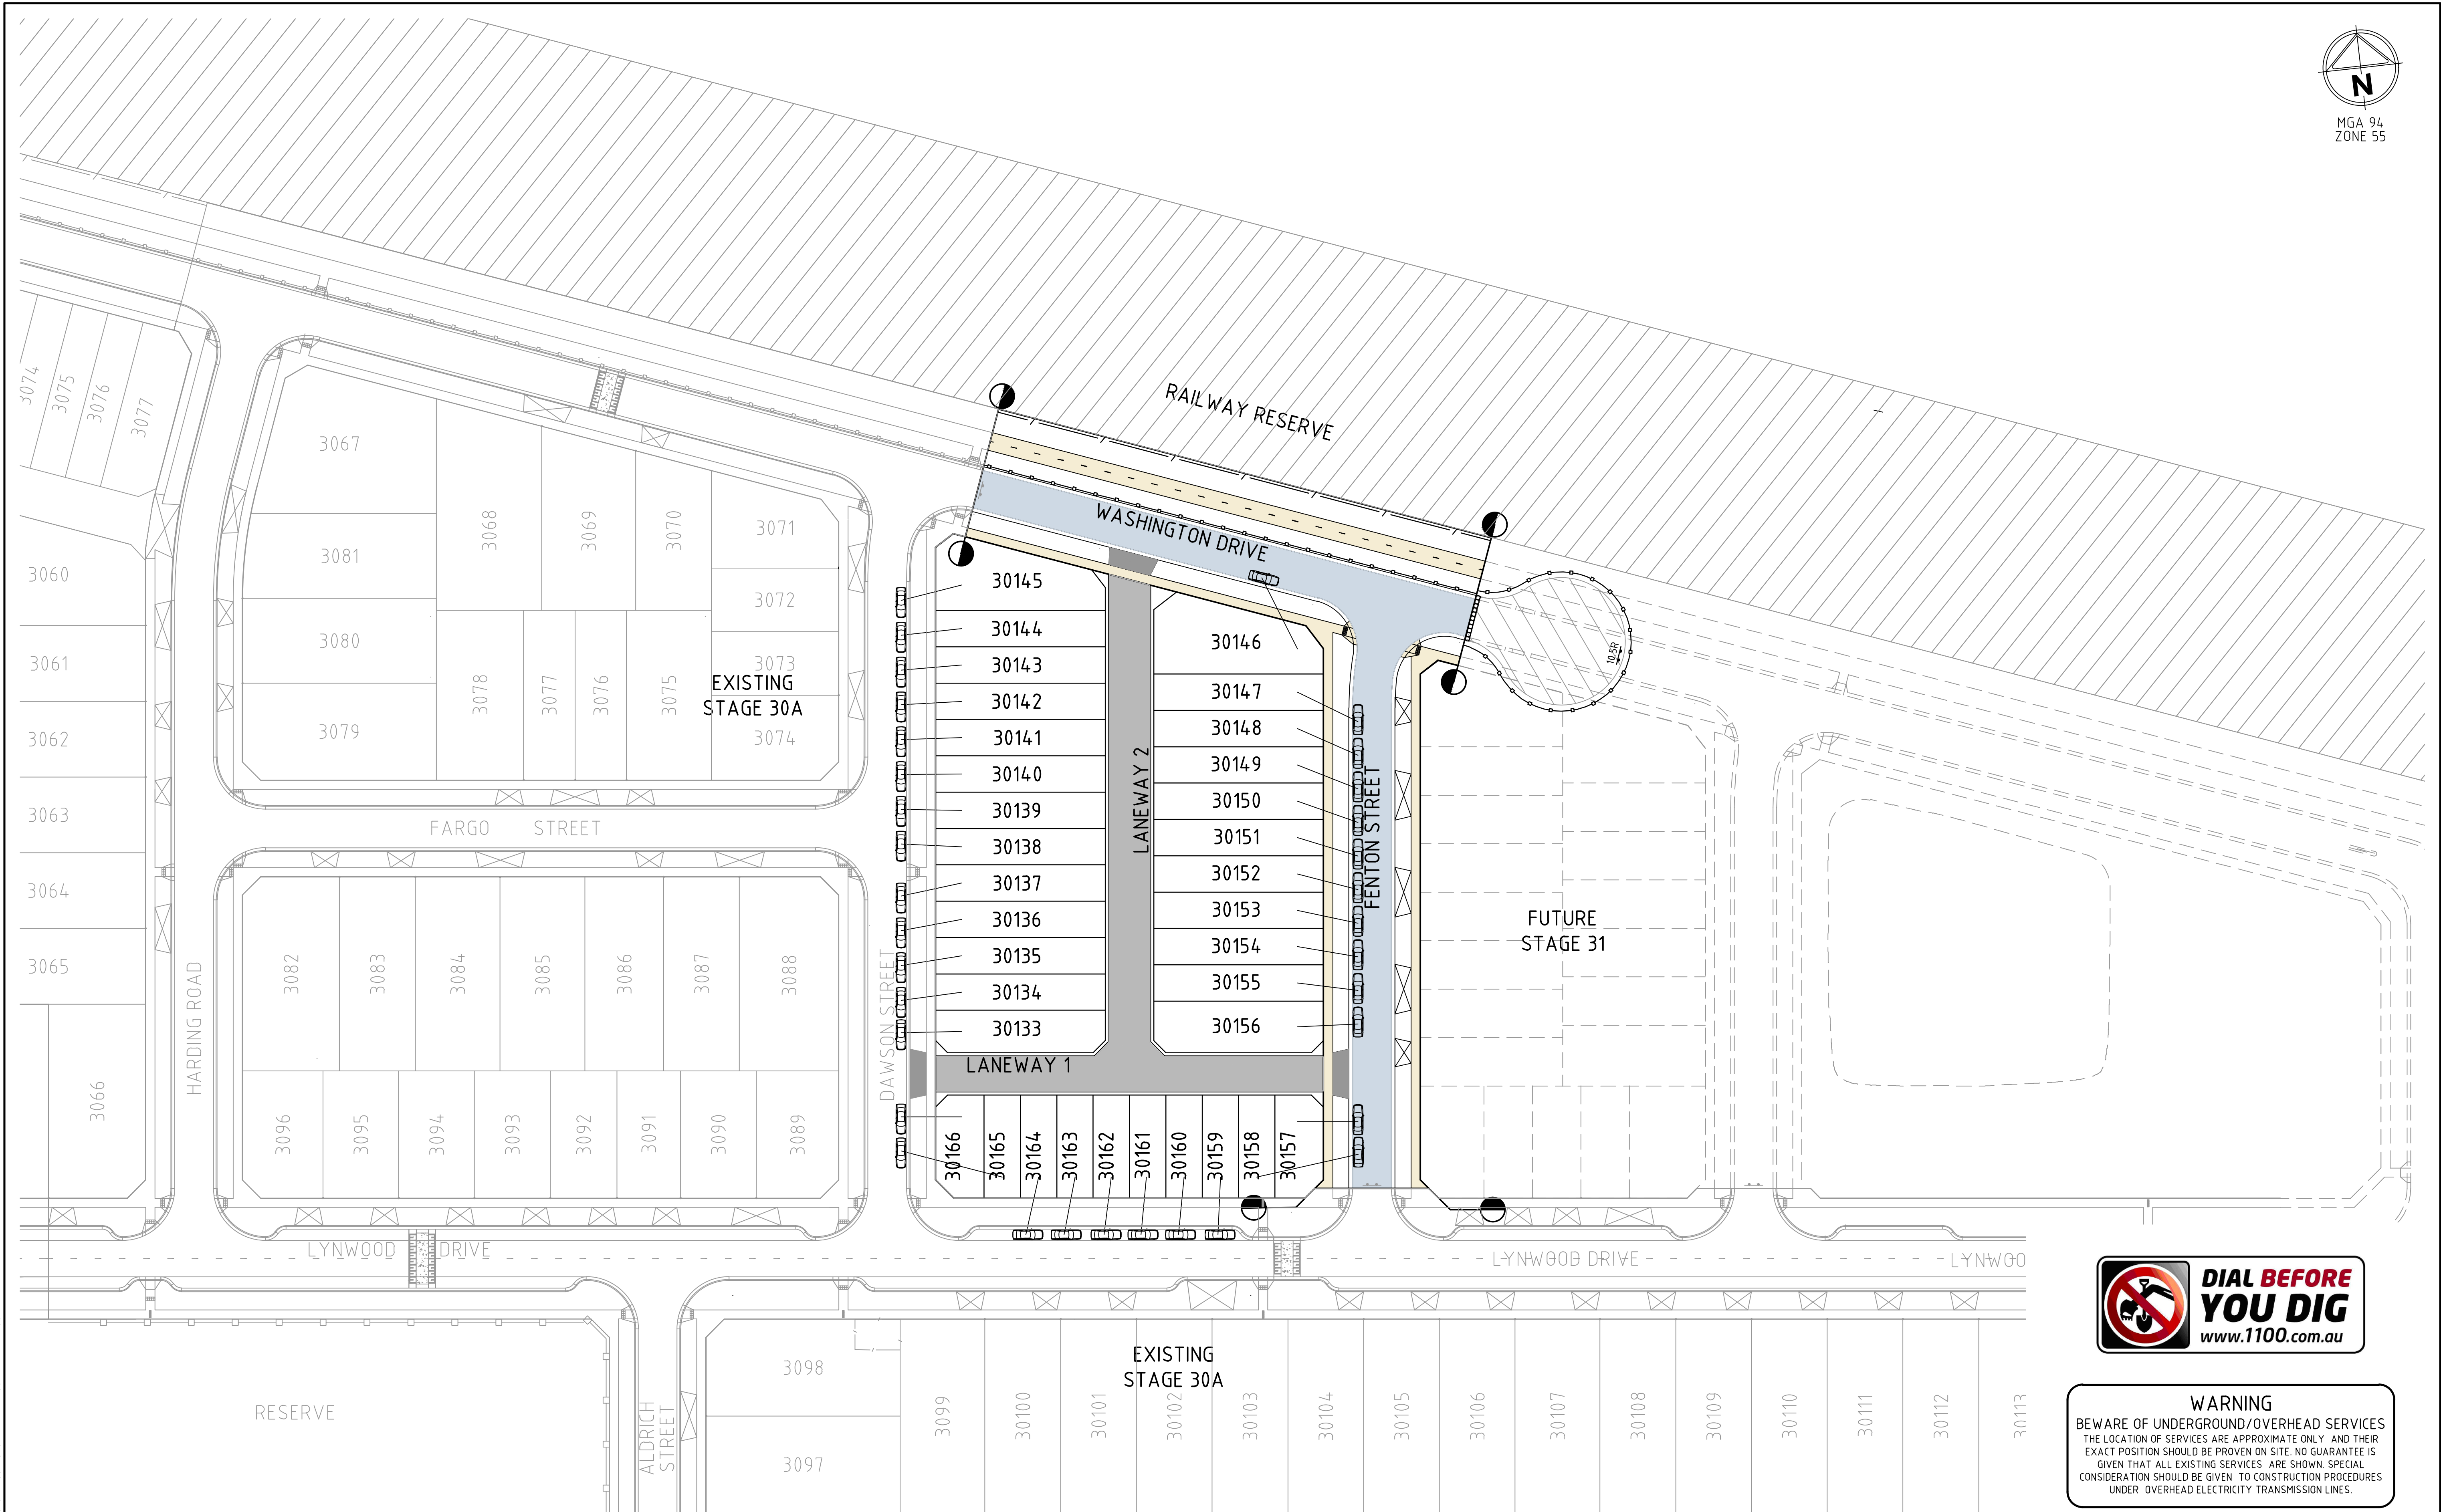 N
MGA 94
ZONE 55
RAILWAY RESERVE
WASHINGTON DRIVE
3074
3075
3076
3077
3067
3068
3069
3070
3071
3072
3073
3074
3081
3080
3079
3078
3077
3076
3075
EXISTING
STAGE 30A
3060
3061
3062
3063
3064
3065
3066
HARDING ROAD
FARGO STREET
3082
3083
3084
3085
3086
3087
3088
3096
3095
3094
3093
3092
3091
3090
3089
DAWSON STREET
30145
30144
30143
30142
30141
30140
30139
30138
30137
30136
30135
30134
30133
LANEWAY 2
30146
30147
30148
30149
30150
30151
30152
30153
30154
30155
30156
FENTON STREET
10.5R
FUTURE
STAGE 31
LANEWAY 1
30166
30165
30164
30163
30162
30161
30160
30159
30158
30157
LYNWOOD DRIVE
LYNWOOD DRIVE
LYNWOO
RESERVE
ALDRICH
STREET
3098
3097
EXISTING
STAGE 30A
3099
30100
30101
30102
30103
30104
30105
30106
30107
30108
30109
30110
30111
30112
30113
DIAL BEFORE
YOU DIG
www.1100.com.au
WARNING
BEWARE OF UNDERGROUND/OVERHEAD SERVICES
THE LOCATION OF SERVICES ARE APPROXIMATE ONLY AND THEIR
EXACT POSITION SHOULD BE PROVEN ON SITE. NO GUARANTEE IS
GIVEN THAT ALL EXISTING SERVICES ARE SHOWN. SPECIAL
CONSIDERATION SHOULD BE GIVEN TO CONSTRUCTION PROCEDURES
UNDER OVERHEAD ELECTRICITY TRANSMISSION LINES.